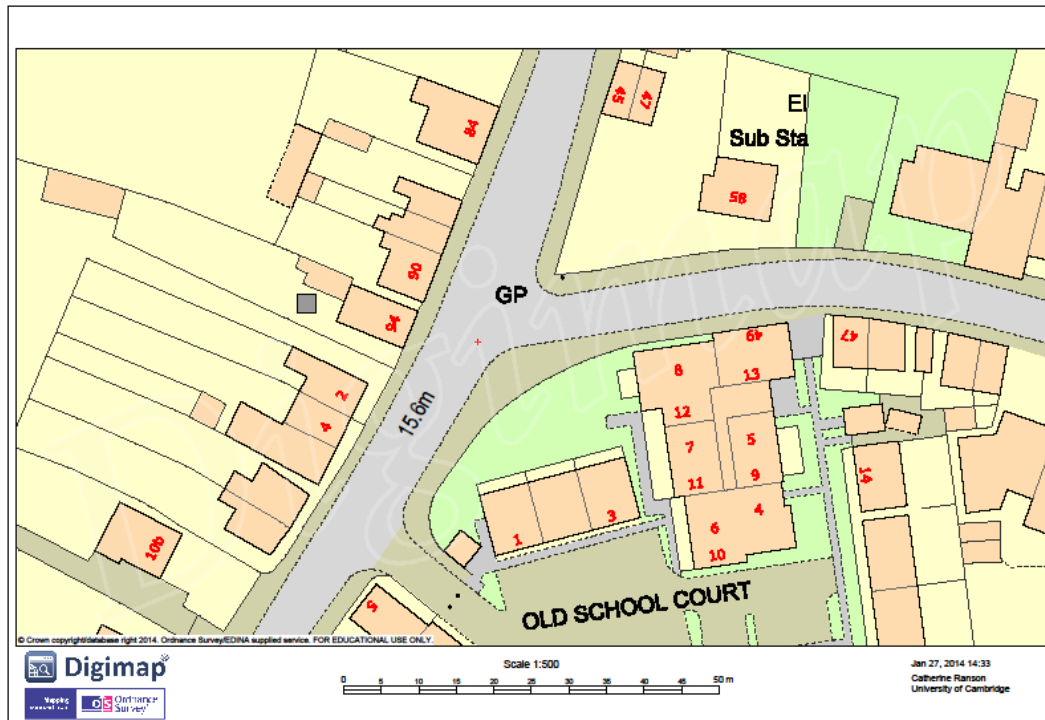 45
47
84
El
Sub Sta
85
90
GP
2
4
15.6m
49
8
13
47
12
7
5
11
9
14
1
3
6
4
10
10b
5
OLD SCHOOL COURT
© Crown copyright/database right 2014. Ordnance Survey/EDINA supplied service. FOR EDUCATIONAL USE ONLY.
Digimap
Ordnance
Survey
Scale 1:500
0 5 10 15 20 25 30 35 40 45 50 m
Jan 27, 2014 14:33
Catherine Ranson
University of Cambridge